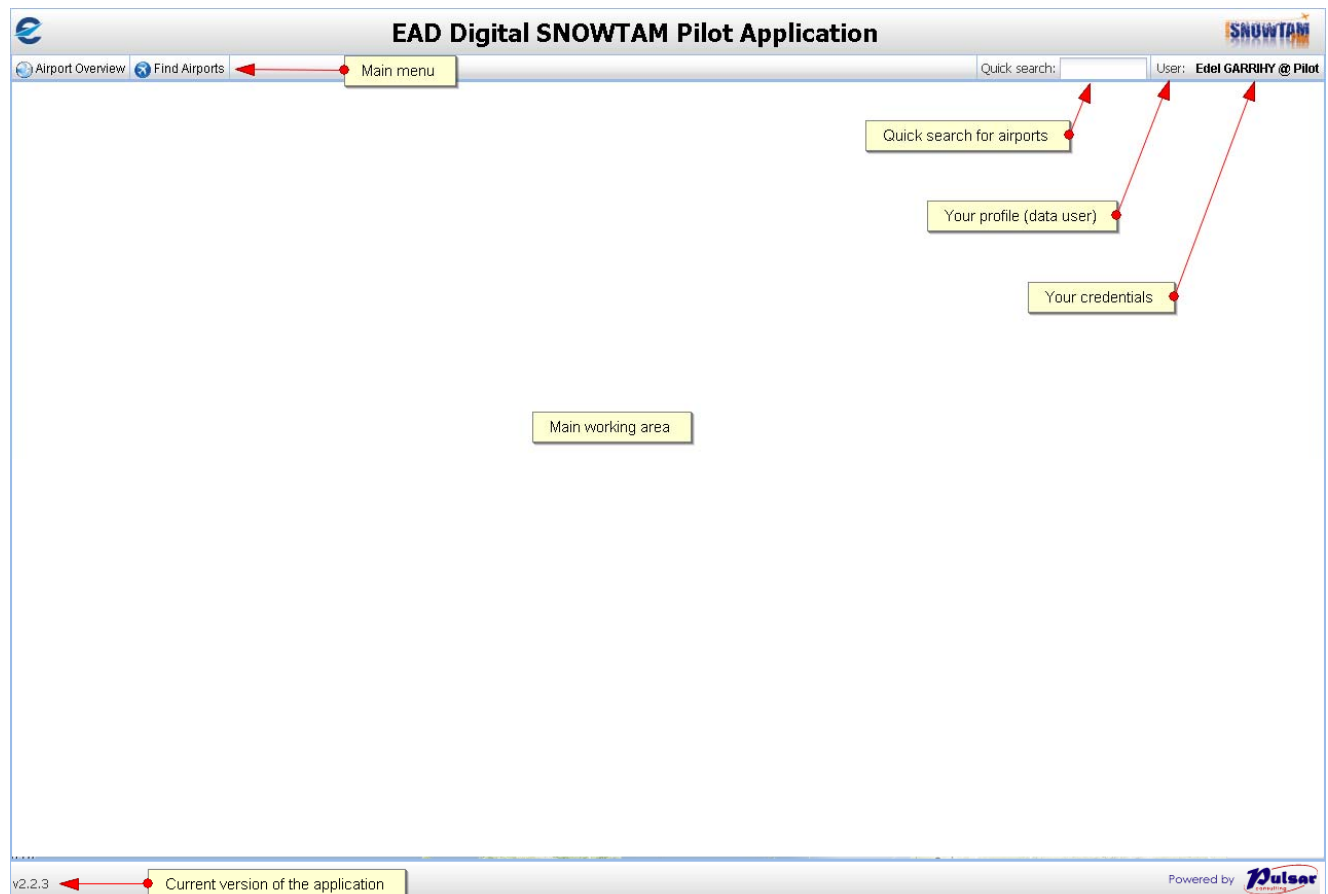 EAD Digital SNOWTAM Pilot Application
SNOWTAM
Airport Overview Find Airports Main menu Quick search: User: Edel GARRIHY @ Pilot
Quick search for airports
Your profile (data user)
Your credentials
Main working area
v2.2.3 Current version of the application Powered by Pulsar
consulting